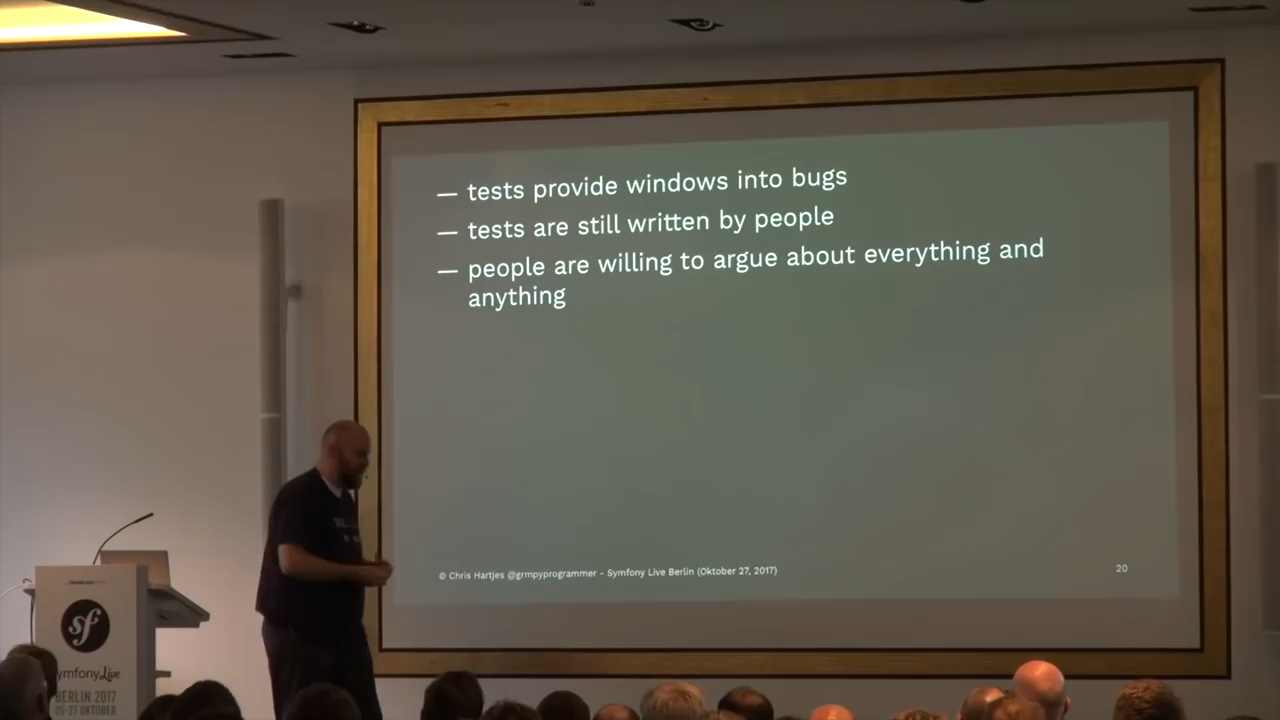 — tests provide windows into bugs
— tests are still written by people
— people are willing to argue about everything and
anything
© Chris Hartjes @grmpyprogrammer - Symfony Live Berlin (Oktober 27, 2017)
20
sf
symfony Live
BERLIN 2017
25-27 OKTOBER